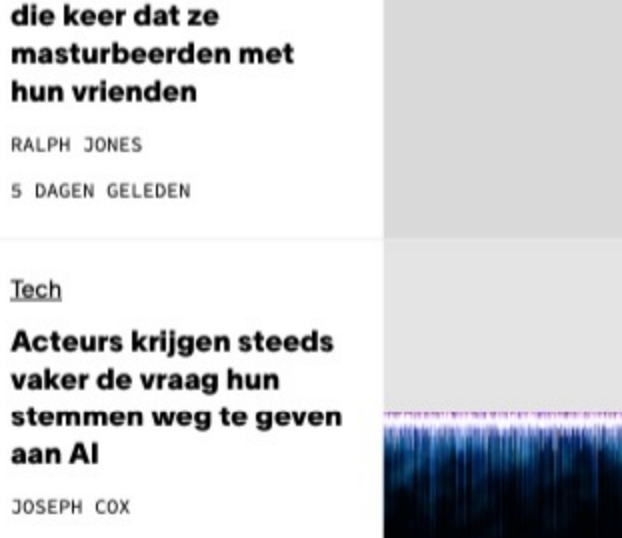 die keer dat ze
masturbeerden met
hun vrienden
RALPH JONES
5 DAGEN GELEDEN
Tech
Acteurs krijgen steeds
vaker de vraag hun
stemmen weg te geven
aan AI
JOSEPH COX